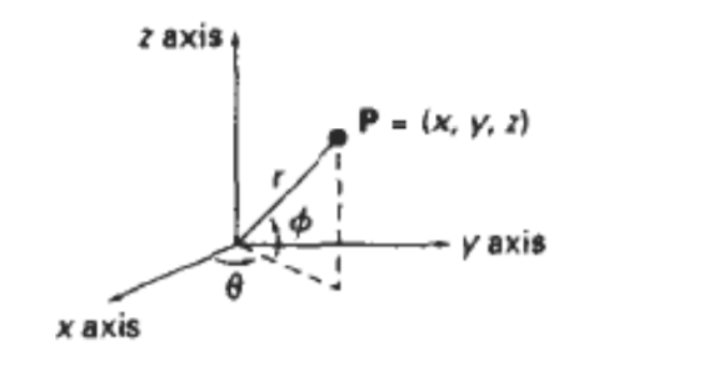 z axis
P = (x, y, z)
r
ϕ
y axis
θ
x axis